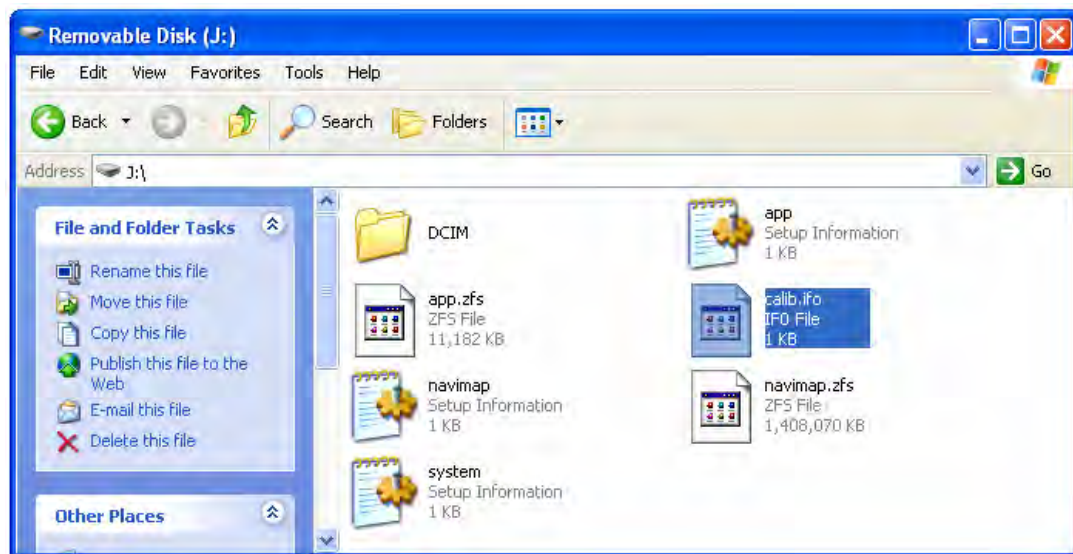 Removable Disk (J:)
File Edit View Favorites Tools Help
Back Search Folders
Address J:\ Go
File and Folder Tasks
Rename this file
Move this file
Copy this file
Publish this file to the
Web
E-mail this file
Delete this file
Other Places
DCIM
app
Setup Information
1 KB
app.zfs
ZFS File
11,182 KB
calib.ifo
IFO File
1 KB
navimap
Setup Information
1 KB
navimap.zfs
ZFS File
1,408,070 KB
system
Setup Information
1 KB